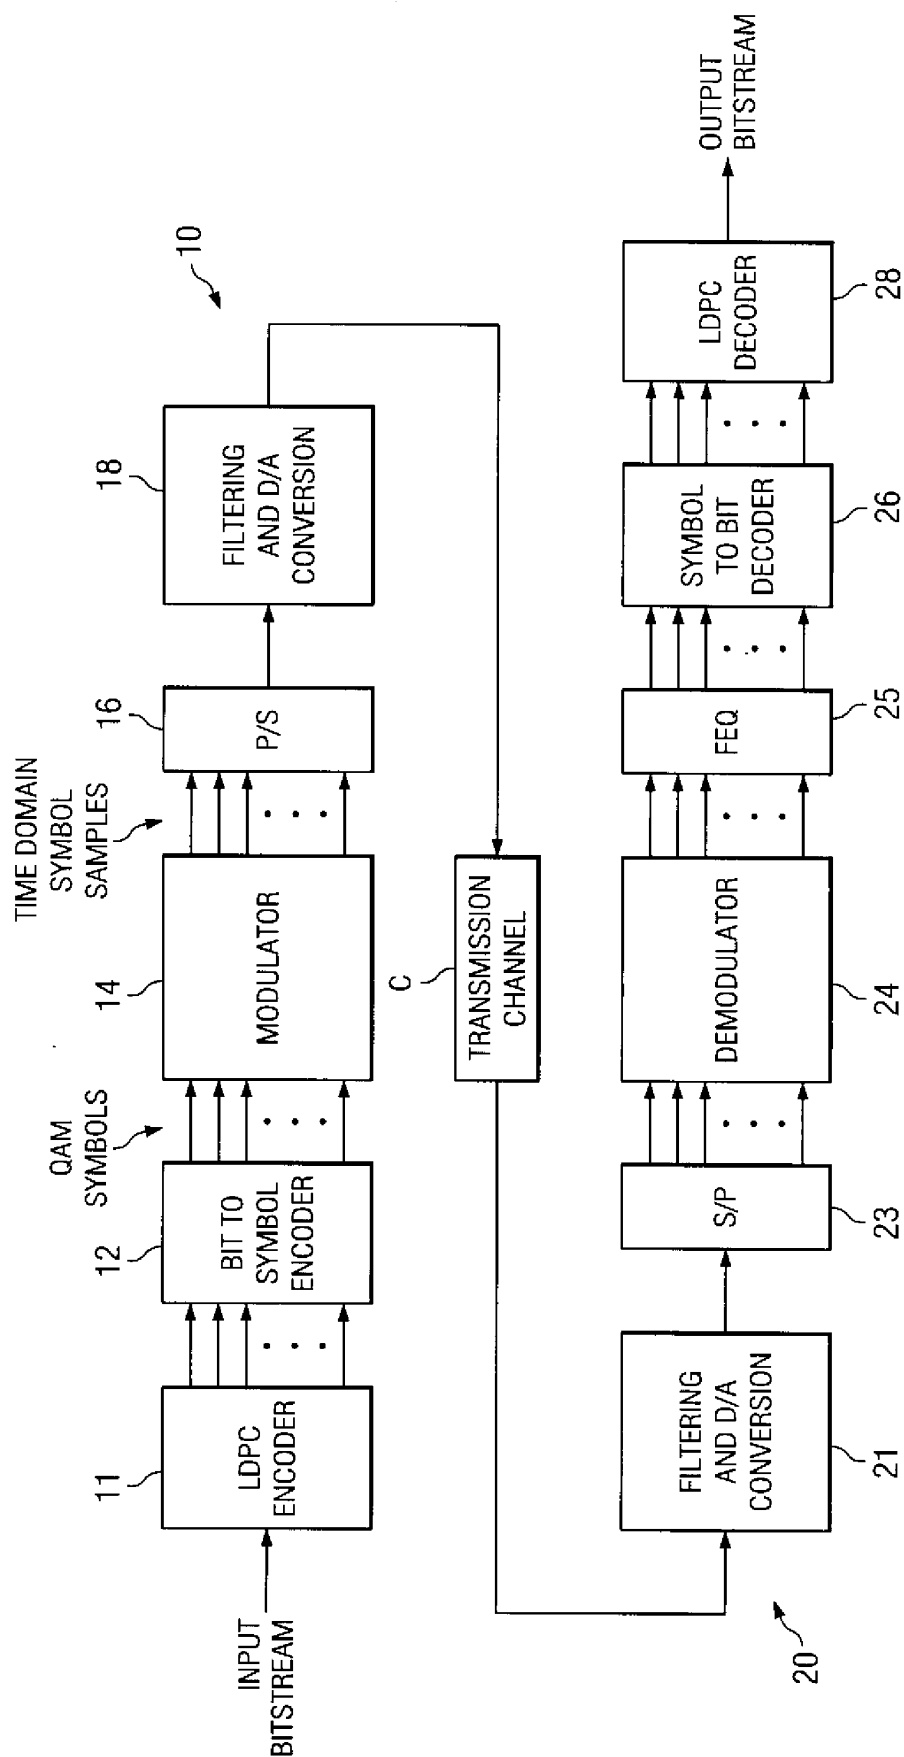 INPUT
BITSTREAM
11
LDPC
ENCODER
12
BIT TO
SYMBOL
ENCODER
QAM
SYMBOLS
14
MODULATOR
TIME DOMAIN
SYMBOL
SAMPLES
16
P/S
18
FILTERING
AND D/A
CONVERSION
10
C
TRANSMISSION
CHANNEL
20
FILTERING
AND D/A
CONVERSION
21
S/P
23
DEMODULATOR
24
FEQ
25
SYMBOL
TO BIT
DECODER
26
LDPC
DECODER
28
OUTPUT
BITSTREAM